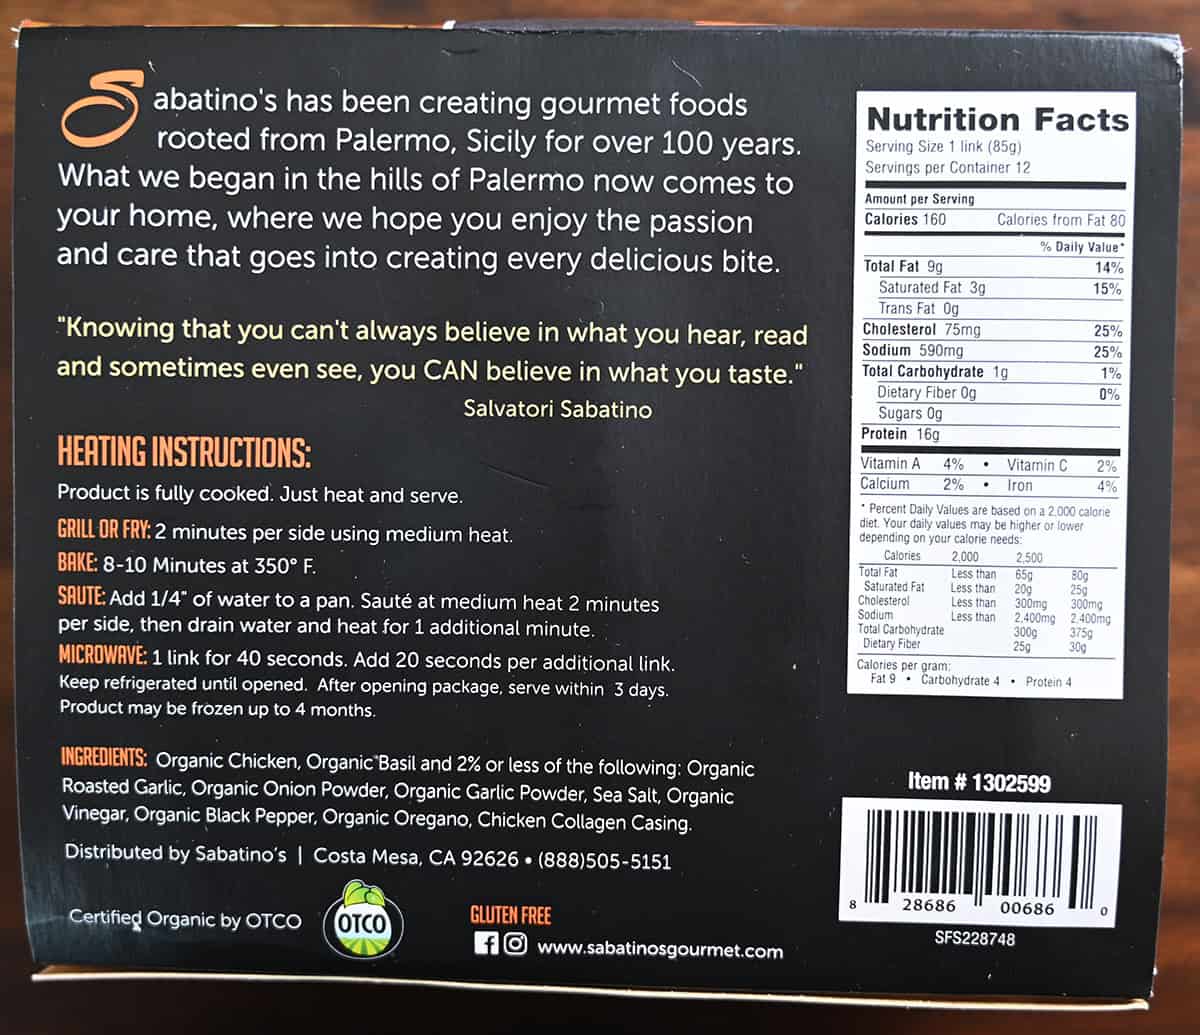 Sabatino's has been creating gourmet foods
rooted from Palermo, Sicily for over 100 years.
What we began in the hills of Palermo now comes to
your home, where we hope you enjoy the passion
and care that goes into creating every delicious bite.
"Knowing that you can't always believe in what you hear, read
and sometimes even see, you CAN believe in what you taste."
Salvatori Sabatino
HEATING INSTRUCTIONS:
Product is fully cooked. Just heat and serve.
GRILL OR FRY: 2 minutes per side using medium heat.
BAKE: 8-10 Minutes at 350° F.
SAUTE: Add 1/4" of water to a pan. Sauté at medium heat 2 minutes
per side, then drain water and heat for 1 additional minute.
MICROWAVE: 1 link for 40 seconds. Add 20 seconds per additional link.
Keep refrigerated until opened. After opening package, serve within 3 days.
Product may be frozen up to 4 months.
INGREDIENTS: Organic Chicken, Organic Basil and 2% or less of the following: Organic
Roasted Garlic, Organic Onion Powder, Organic Garlic Powder, Sea Salt, Organic
Vinegar, Organic Black Pepper, Organic Oregano, Chicken Collagen Casing.
Distributed by Sabatino's | Costa Mesa, CA 92626 • (888)505-5151
Certified Organic by OTCO
OTCO
GLUTEN FREE
www.sabatinosgourmet.com
Nutrition Facts
Serving Size 1 link (85g)
Servings per Container 12
Amount per Serving
Calories 160 Calories from Fat 80
% Daily Value*
Total Fat 9g 14%
Saturated Fat 3g 15%
Trans Fat 0g
Cholesterol 75mg 25%
Sodium 590mg 25%
Total Carbohydrate 1g 1%
Dietary Fiber 0g 0%
Sugars 0g
Protein 16g
Vitamin A 4% • Vitamin C 2%
Calcium 2% • Iron 4%
* Percent Daily Values are based on a 2,000 calorie
diet. Your daily values may be higher or lower
depending on your calorie needs:
Calories 2,000 2,500
Total Fat Less than 65g 80g
Saturated Fat Less than 20g 25g
Cholesterol Less than 300mg 300mg
Sodium Less than 2,400mg 2,400mg
Total Carbohydrate 300g 375g
Dietary Fiber 25g 30g
Calories per gram:
Fat 9 • Carbohydrate 4 • Protein 4
Item # 1302599
8 28686 00686 0
SFS228748